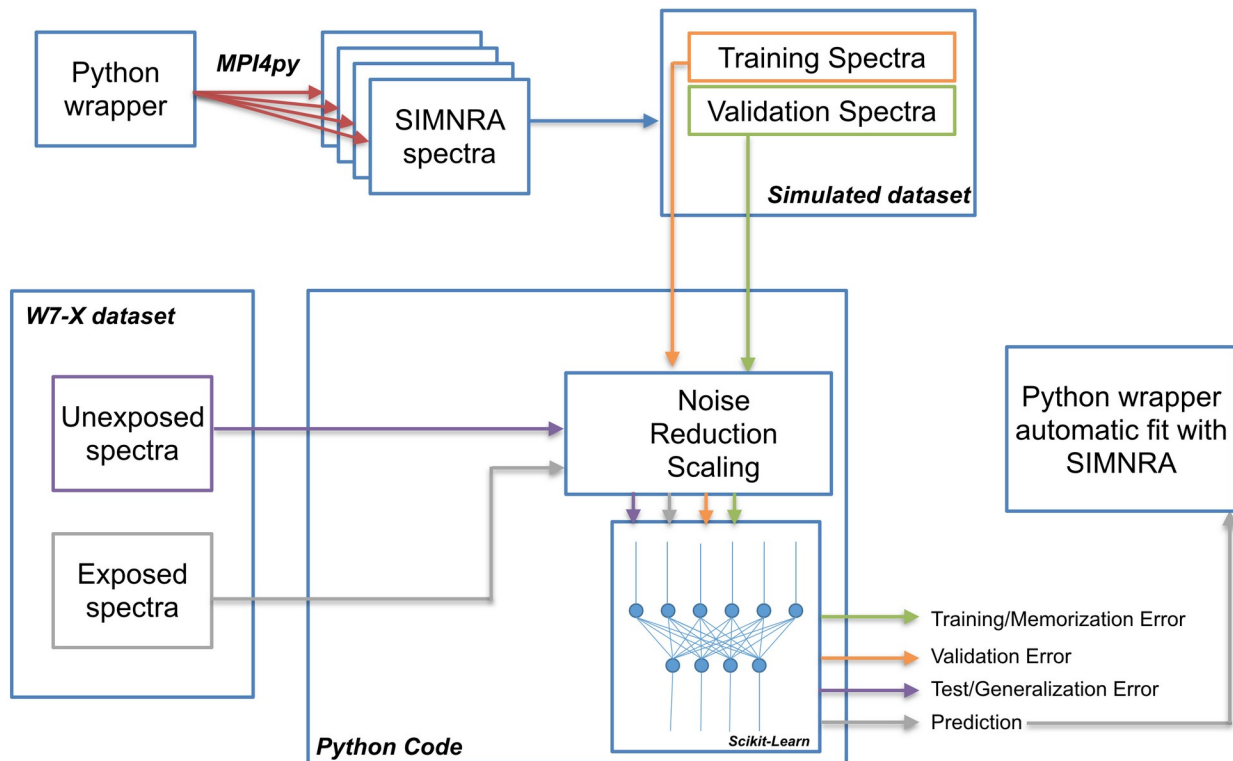 Python
wrapper
MPI4py
SIMNRA
spectra
Training Spectra
Validation Spectra
Simulated dataset
W7-X dataset
Unexposed
spectra
Exposed
spectra
Noise
Reduction
Scaling
Scikit-Learn
Python Code
Training/Memorization Error
Validation Error
Test/Generalization Error
Prediction
Python wrapper
automatic fit with
SIMNRA